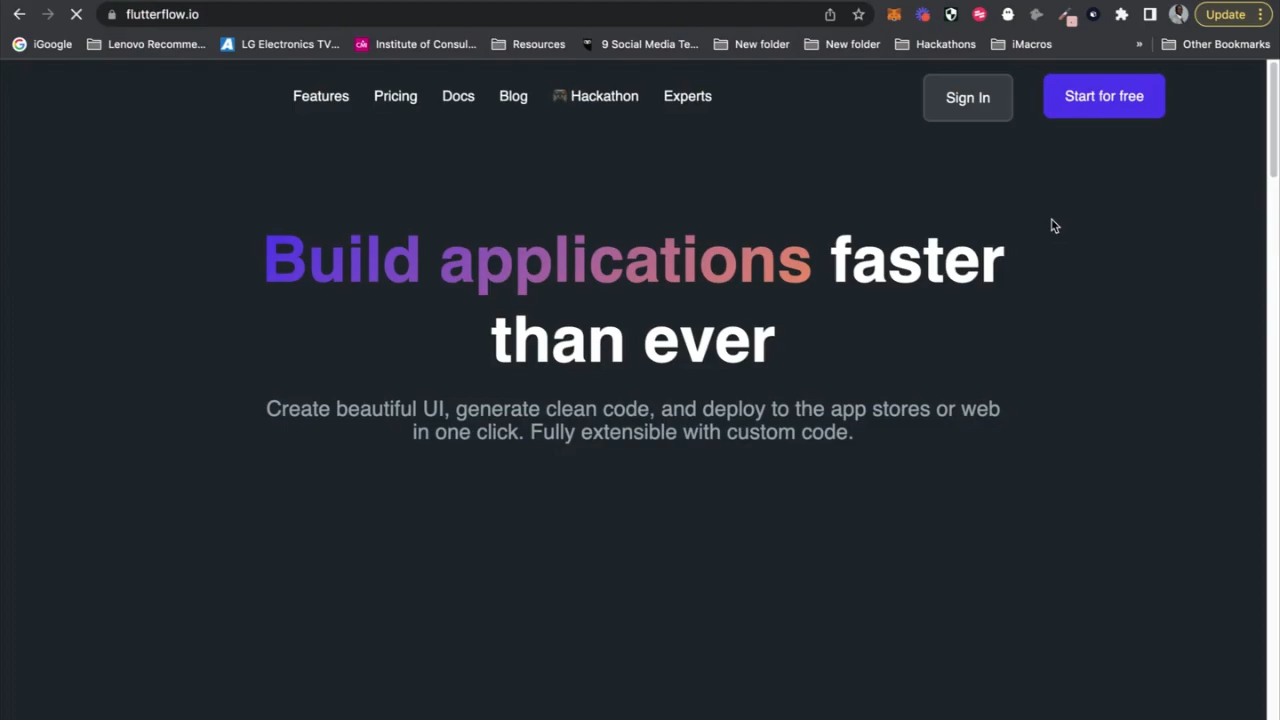 flutterflow.io
Update
iGoogle
Lenovo Recomme...
LG Electronics TV...
Institute of Consul...
Resources
9 Social Media Te...
New folder
New folder
Hackathons
iMacros
»
Other Bookmarks
Features
Pricing
Docs
Blog
Hackathon
Experts
Sign In
Start for free
Build applications faster
than ever
Create beautiful UI, generate clean code, and deploy to the app stores or web
in one click. Fully extensible with custom code.